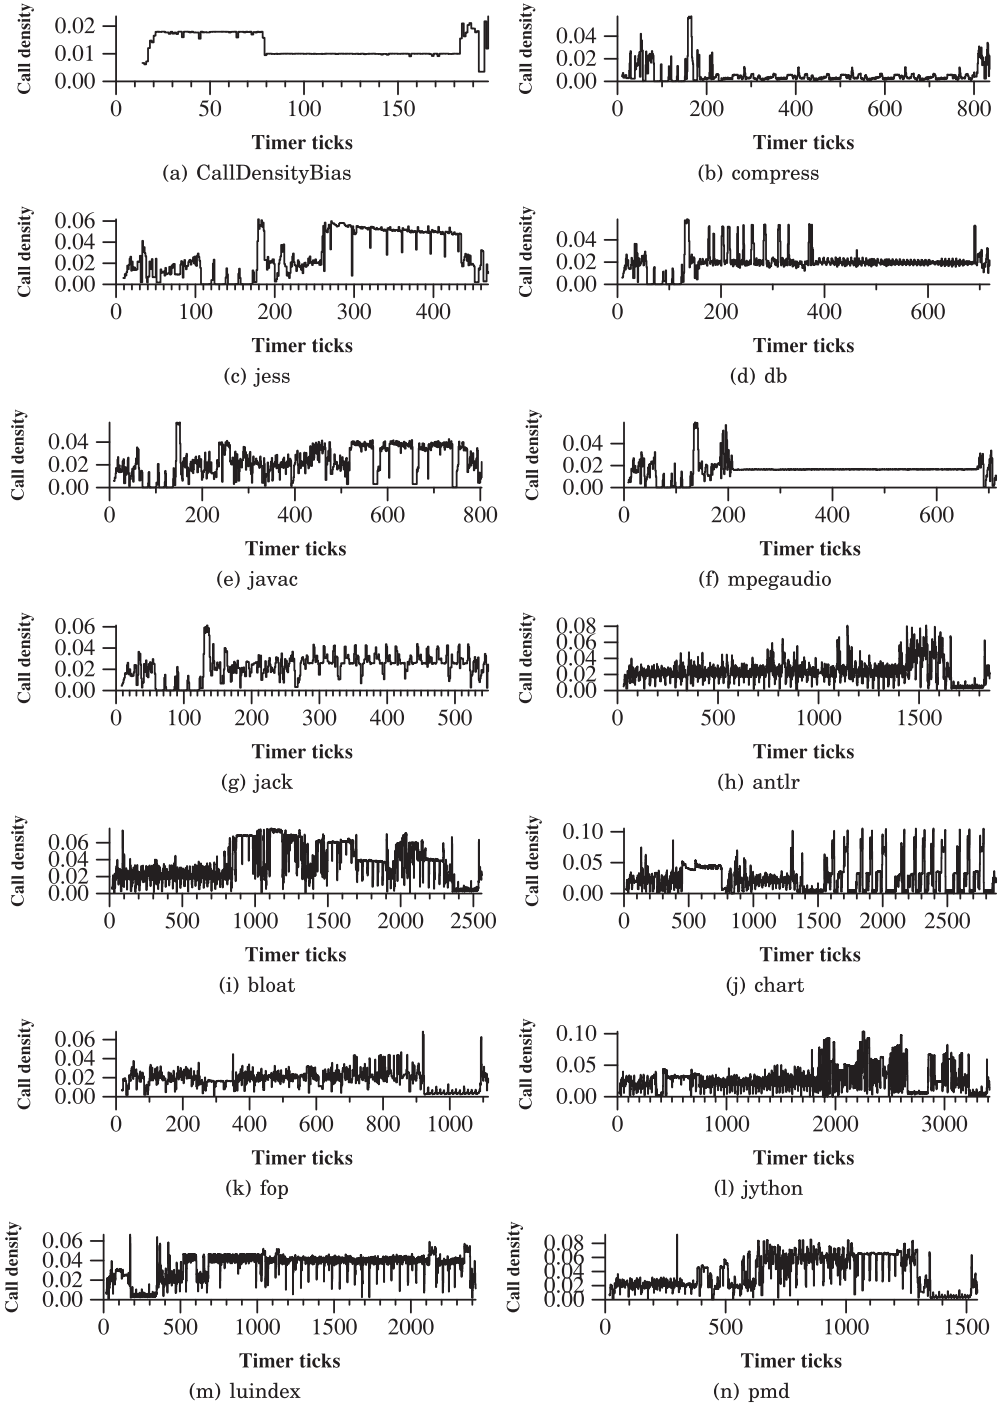 Call density
0.02
0.01
0.00
0 50 100 150
Timer ticks
(a) CallDensityBias
Call density
0.04
0.02
0.00
0 200 400 600 800
Timer ticks
(b) compress
Call density
0.06
0.04
0.02
0.00
0 100 200 300 400
Timer ticks
(c) jess
Call density
0.04
0.02
0.00
0 200 400 600
Timer ticks
(d) db
Call density
0.04
0.02
0.00
0 200 400 600 800
Timer ticks
(e) javac
Call density
0.04
0.02
0.00
0 200 400 600
Timer ticks
(f) mpegaudio
Call density
0.06
0.04
0.02
0.00
0 100 200 300 400 500
Timer ticks
(g) jack
Call density
0.08
0.06
0.04
0.02
0.00
0 500 1000 1500
Timer ticks
(h) antlr
Call density
0.06
0.04
0.02
0.00
0 500 1000 1500 2000 2500
Timer ticks
(i) bloat
Call density
0.10
0.05
0.00
0 500 1000 1500 2000 2500
Timer ticks
(j) chart
Call density
0.06
0.04
0.02
0.00
0 200 400 600 800 1000
Timer ticks
(k) fop
Call density
0.10
0.05
0.00
0 1000 2000 3000
Timer ticks
(l) jython
Call density
0.06
0.04
0.02
0.00
0 500 1000 1500 2000
Timer ticks
(m) luindex
Call density
0.08
0.06
0.04
0.02
0.00
0 500 1000 1500
Timer ticks
(n) pmd